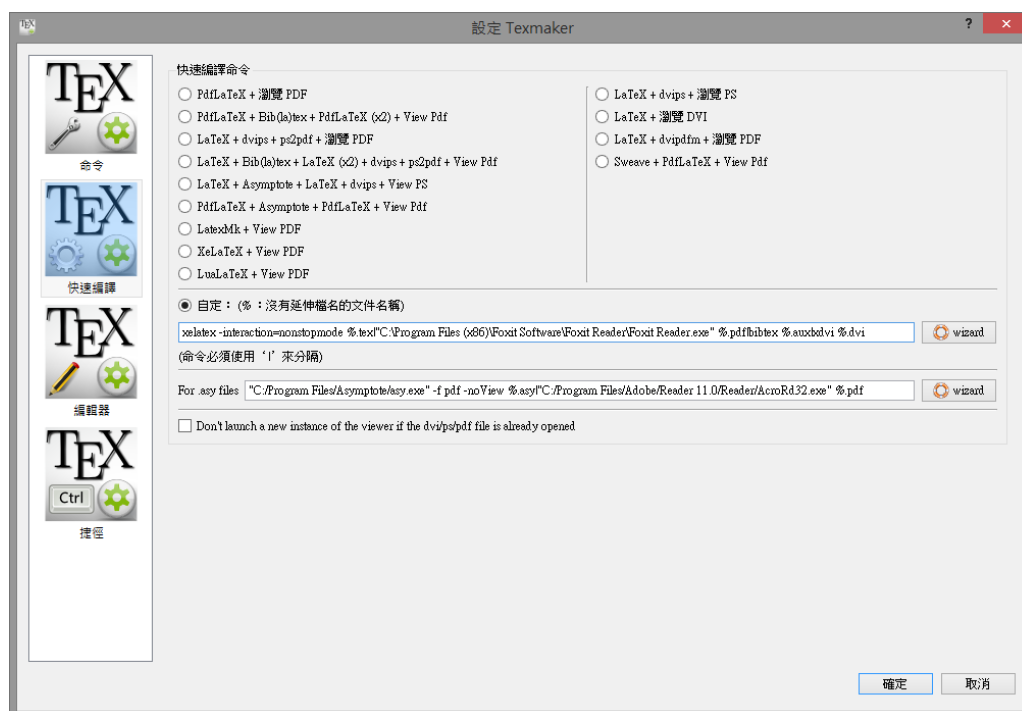 設定 Texmaker
? ×
TEX
命令
TEX
快速編譯
TEX
編輯器
TEX
Ctrl
捷徑
快速編譯命令
PdfLaTeX + 瀏覽 PDF
PdfLaTeX + Bib(la)tex + PdfLaTeX (x2) + View Pdf
LaTeX + dvips + ps2pdf + 瀏覽 PDF
LaTeX + Bib(la)tex + LaTeX (x2) + dvips + ps2pdf + View Pdf
LaTeX + Asymptote + LaTeX + dvips + View PS
PdfLaTeX + Asymptote + PdfLaTeX + View Pdf
LatexMk + View PDF
XeLaTeX + View PDF
LuaLaTeX + View PDF
LaTeX + dvips + 瀏覽 PS
LaTeX + 瀏覽 DVI
LaTeX + dvipdfm + 瀏覽 PDF
Sweave + PdfLaTeX + View Pdf
自定：(% ：沒有延伸檔名的文件名稱)
xelatex -interaction=nonstopmode %.tex|"C:\Program Files (x86)\Foxit Software\Foxit Reader\Foxit Reader.exe" %.pdf|bibtex %.aux|xdvi %.dvi
wizard
(命令必須使用‘|’來分隔)
For .asy files "C:/Program Files/Asymptote/asy.exe" -f pdf -noView %.asy|"C:/Program Files/Adobe/Reader 11.0/Reader/AcroRd32.exe" %.pdf
wizard
Don't launch a new instance of the viewer if the dvi/ps/pdf file is already opened
確定 取消